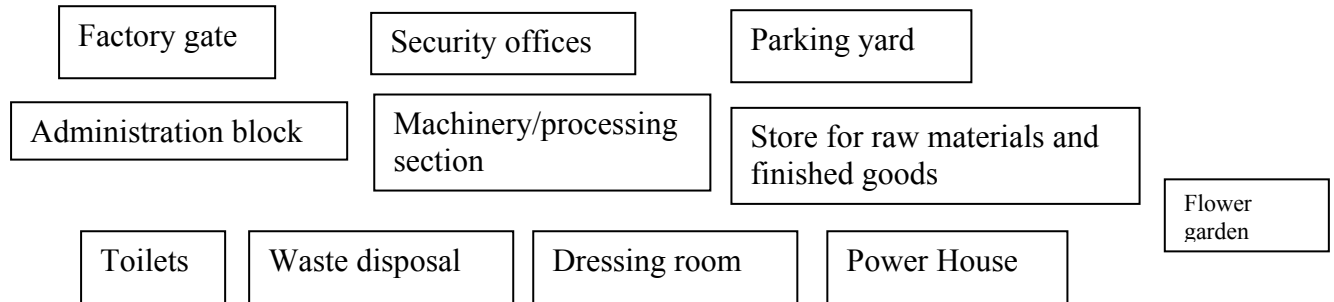 Factory gate
Security offices
Parking yard
Administration block
Machinery/processing
section
Store for raw materials and
finished goods
Flower
garden
Toilets
Waste disposal
Dressing room
Power House